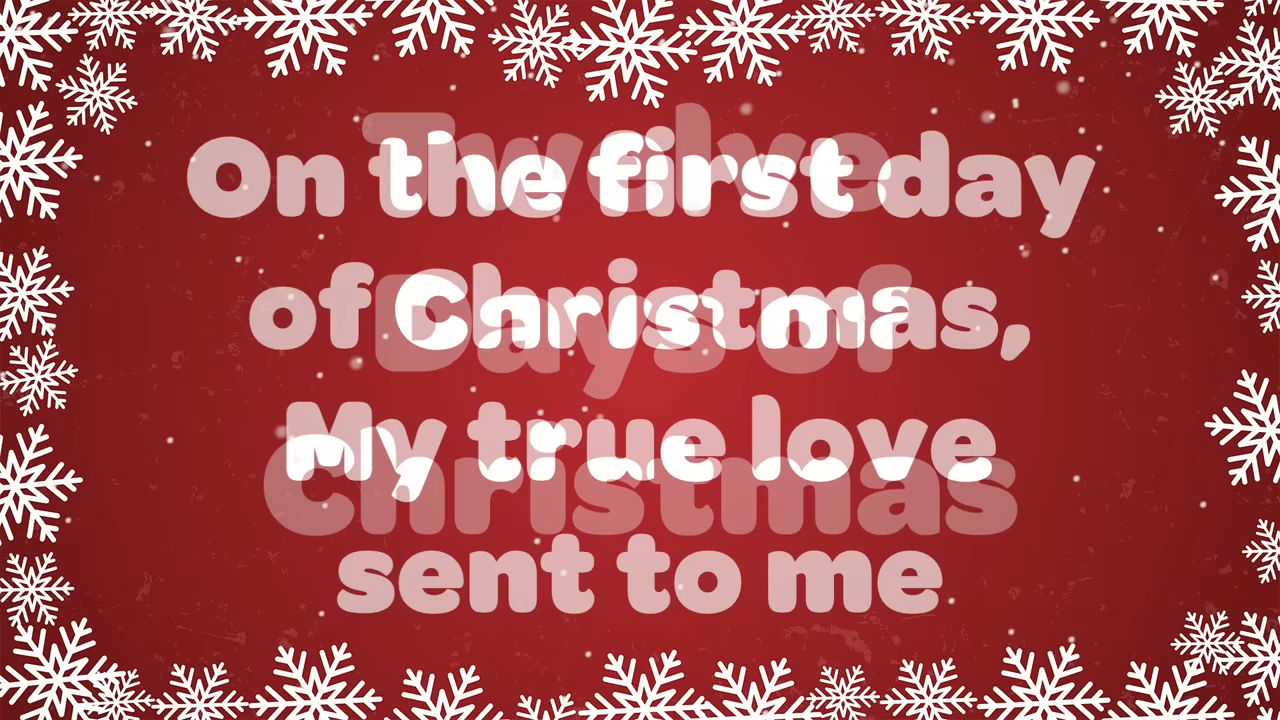 Twelve
Days of
Christmas
On the first day
of Christmas,
My true love
sent to me